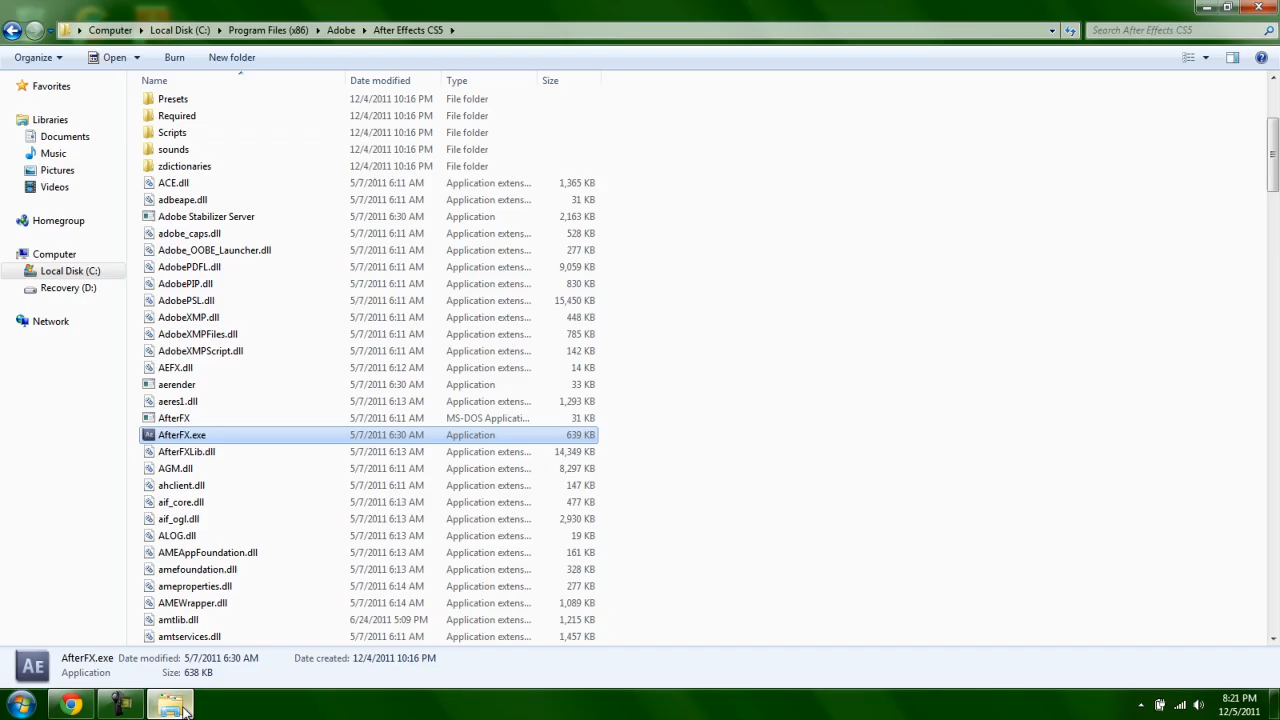 Computer Local Disk (C:) Program Files (x86) Adobe After Effects CS5 Search After Effects CS5
Organize Open Burn New folder
Favorites
Libraries
Documents
Music
Pictures
Videos
Homegroup
Computer
Local Disk (C:)
Recovery (D:)
Network
Name Date modified Type Size
Presets 12/4/2011 10:16 PM File folder
Required 12/4/2011 10:16 PM File folder
Scripts 12/4/2011 10:16 PM File folder
sounds 12/4/2011 10:16 PM File folder
zdictionaries 12/4/2011 10:16 PM File folder
ACE.dll 5/7/2011 6:11 AM Application extens... 1,365 KB
adbeape.dll 5/7/2011 6:11 AM Application extens... 31 KB
Adobe Stabilizer Server 5/7/2011 6:30 AM Application 2,163 KB
adobe_caps.dll 5/7/2011 6:11 AM Application extens... 528 KB
Adobe_OOBE_Launcher.dll 5/7/2011 6:11 AM Application extens... 277 KB
AdobePDFL.dll 5/7/2011 6:11 AM Application extens... 9,059 KB
AdobePIP.dll 5/7/2011 6:11 AM Application extens... 830 KB
AdobePSL.dll 5/7/2011 6:11 AM Application extens... 15,450 KB
AdobeXMP.dll 5/7/2011 6:11 AM Application extens... 448 KB
AdobeXMPFiles.dll 5/7/2011 6:11 AM Application extens... 785 KB
AdobeXMPScript.dll 5/7/2011 6:11 AM Application extens... 142 KB
AEFX.dll 5/7/2011 6:12 AM Application extens... 14 KB
aerender 5/7/2011 6:30 AM Application 33 KB
aeres1.dll 5/7/2011 6:13 AM Application extens... 1,293 KB
AfterFX 5/7/2011 6:11 AM MS-DOS Applicati... 31 KB
AfterFX.exe 5/7/2011 6:30 AM Application 639 KB
AfterFXLib.dll 5/7/2011 6:13 AM Application extens... 14,349 KB
AGM.dll 5/7/2011 6:11 AM Application extens... 8,297 KB
ahclient.dll 5/7/2011 6:11 AM Application extens... 147 KB
aif_core.dll 5/7/2011 6:13 AM Application extens... 477 KB
aif_ogl.dll 5/7/2011 6:13 AM Application extens... 2,930 KB
ALOG.dll 5/7/2011 6:13 AM Application extens... 19 KB
AMEAppFoundation.dll 5/7/2011 6:13 AM Application extens... 161 KB
amefoundation.dll 5/7/2011 6:13 AM Application extens... 328 KB
ameproperties.dll 5/7/2011 6:14 AM Application extens... 277 KB
AMEWrapper.dll 5/7/2011 6:14 AM Application extens... 1,089 KB
amtlib.dll 6/24/2011 5:09 PM Application extens... 1,215 KB
amtservices.dll 5/7/2011 6:11 AM Application extens... 1,457 KB
AE
AfterFX.exe Date modified: 5/7/2011 6:30 AM Date created: 12/4/2011 10:16 PM
Application Size: 638 KB
8:21 PM
12/5/2011